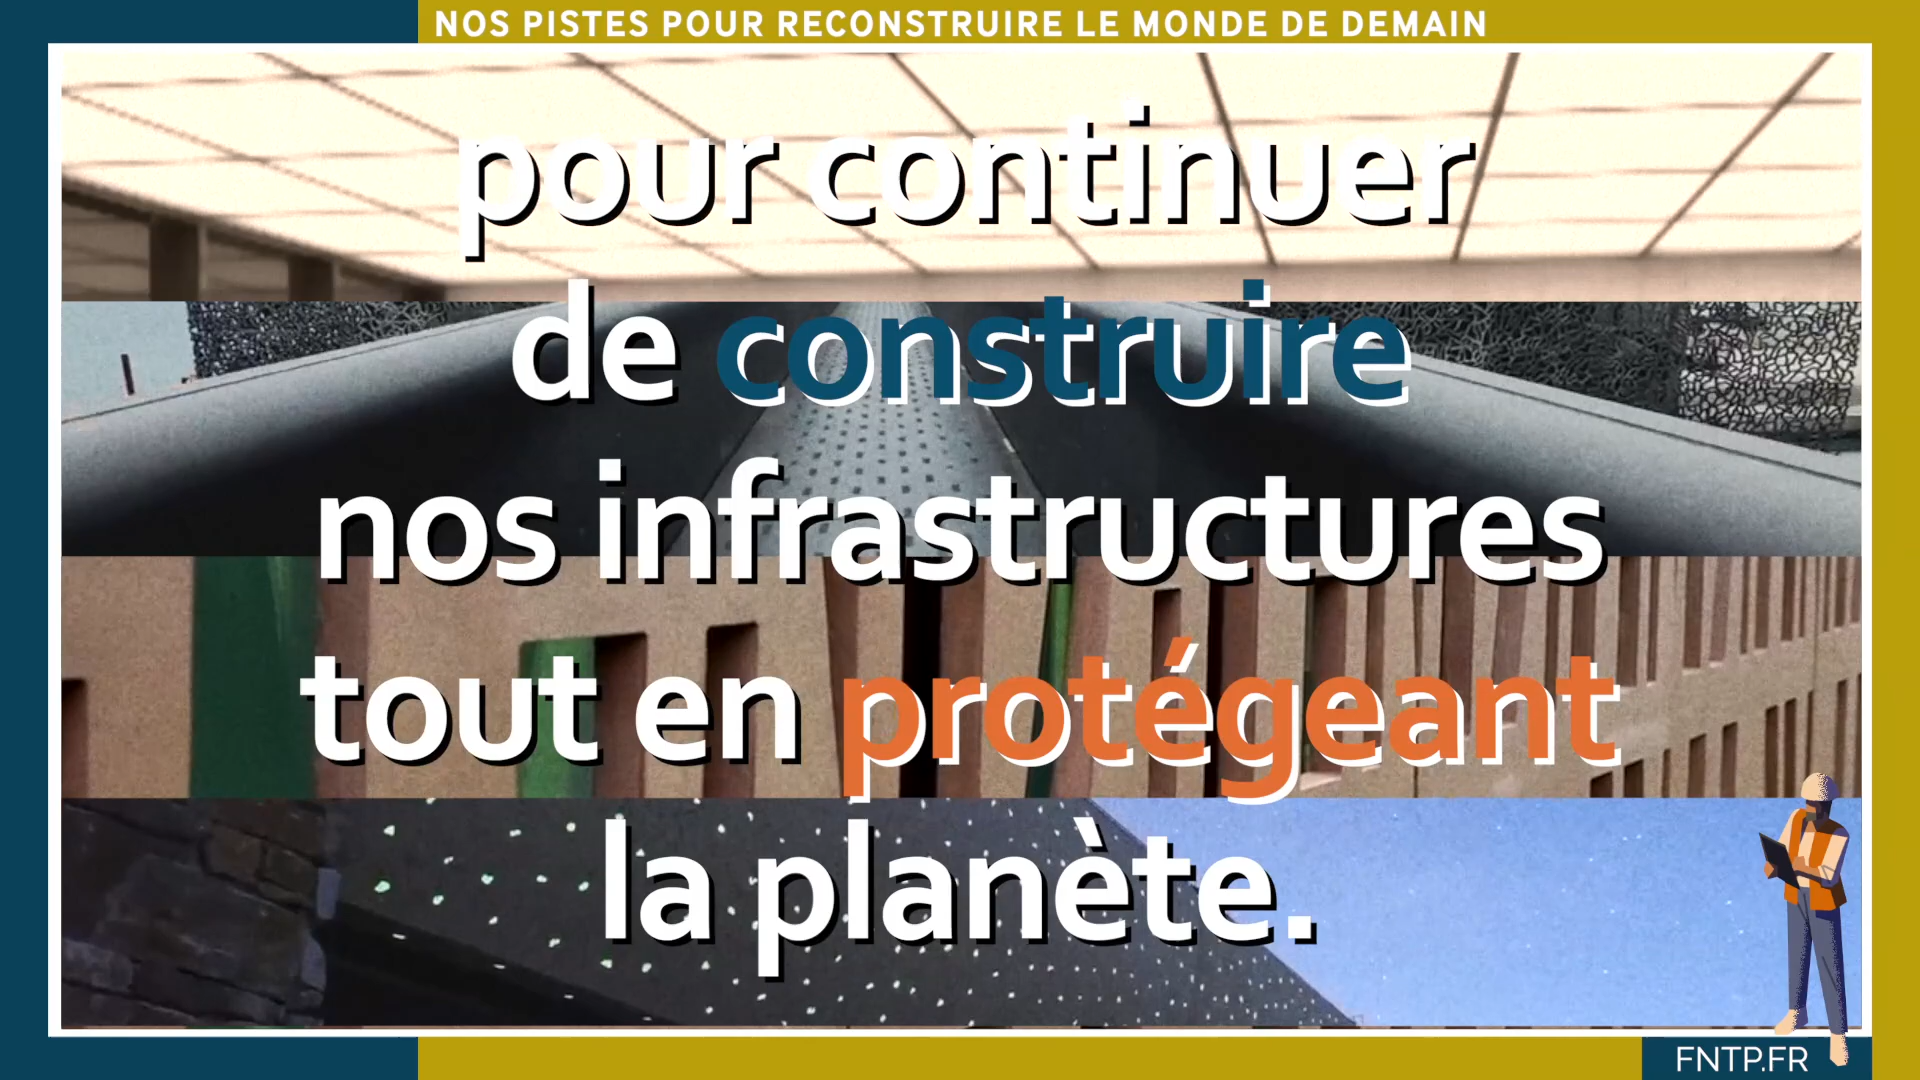 NOS PISTES POUR RECONSTRUIRE LE MONDE DE DEMAIN
pour continuer
de construire
nos infrastructures
tout en protégeant
la planète.
FNTP.FR